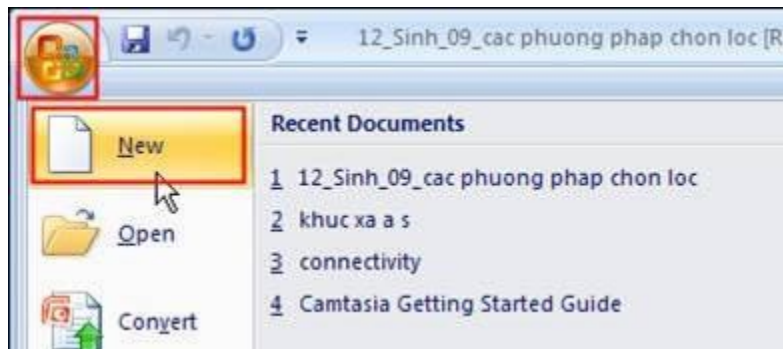 12_Sinh_09_cac phuong phap chon loc [R
New
Open
Convert
Recent Documents
1 12_Sinh_09_cac phuong phap chon loc
2 khuc xa a s
3 connectivity
4 Camtasia Getting Started Guide